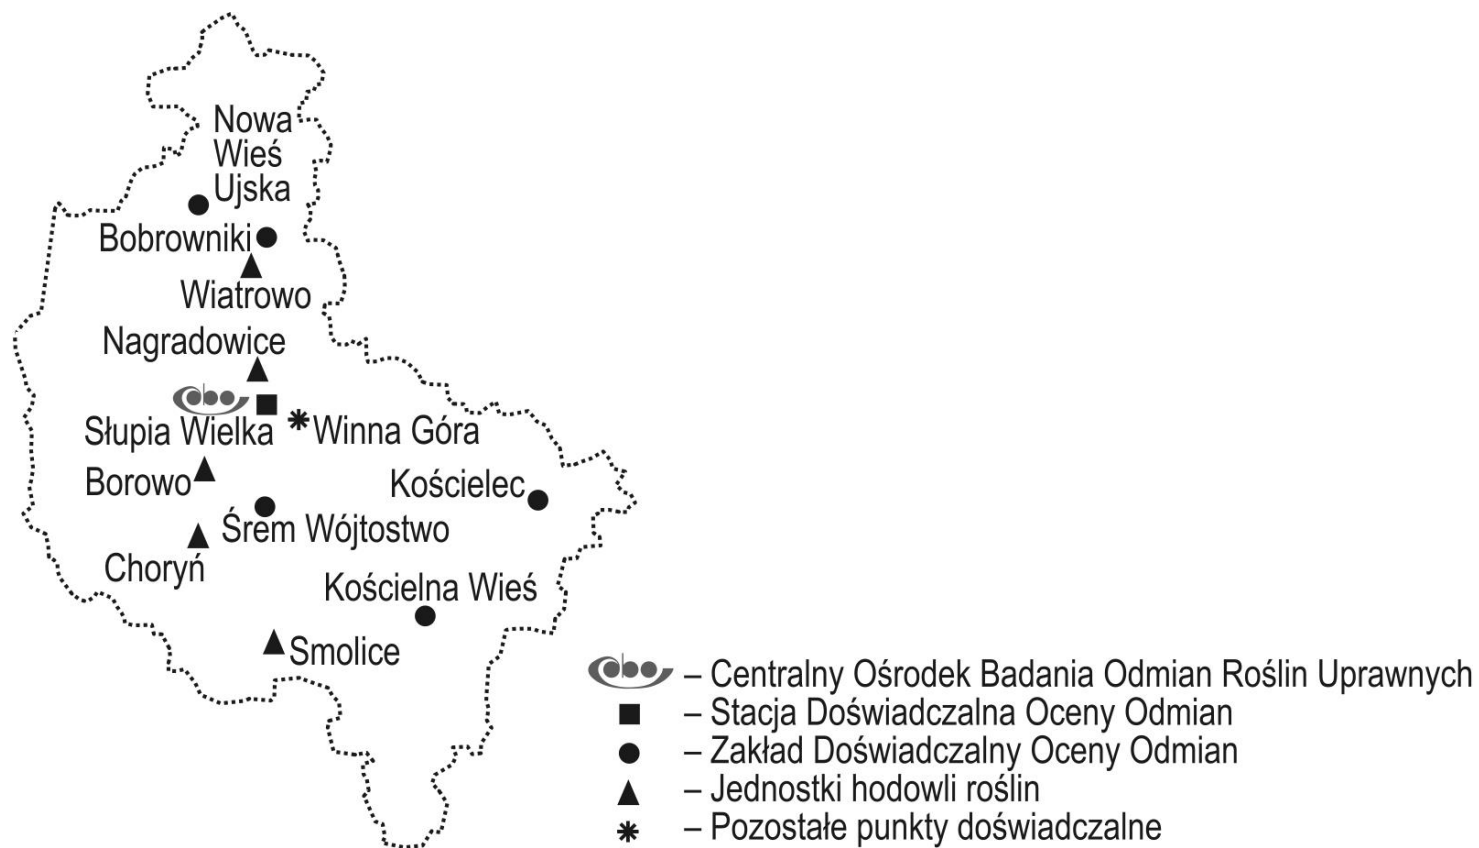 Nowa
Wieś
Ujska
Bobrowniki
Wiatrowo
Nagradowice
Słupia Wielka
Winna Góra
Borowo
Kościelec
Śrem Wójtostwo
Choryń
Kościelna Wieś
Smolice
– Centralny Ośrodek Badania Odmian Roślin Uprawnych
– Stacja Doświadczalna Oceny Odmian
– Zakład Doświadczalny Oceny Odmian
– Jednostki hodowli roślin
– Pozostałe punkty doświadczalne